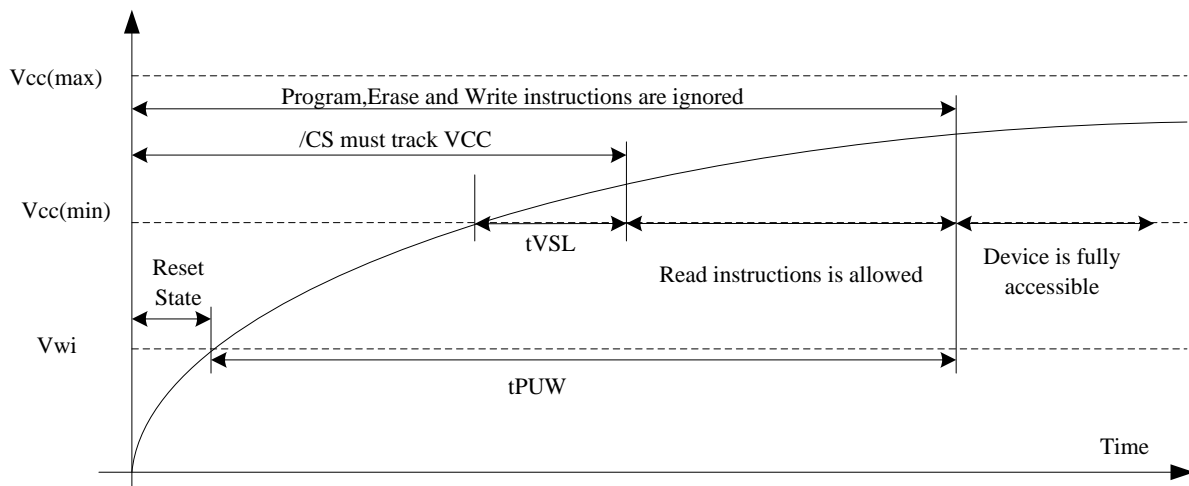 Vcc(max)
Program,Erase and Write instructions are ignored
/CS must track VCC
Vcc(min)
tVSL
Reset
State
Read instructions is allowed
Device is fully
accessible
Vwi
tPUW
Time